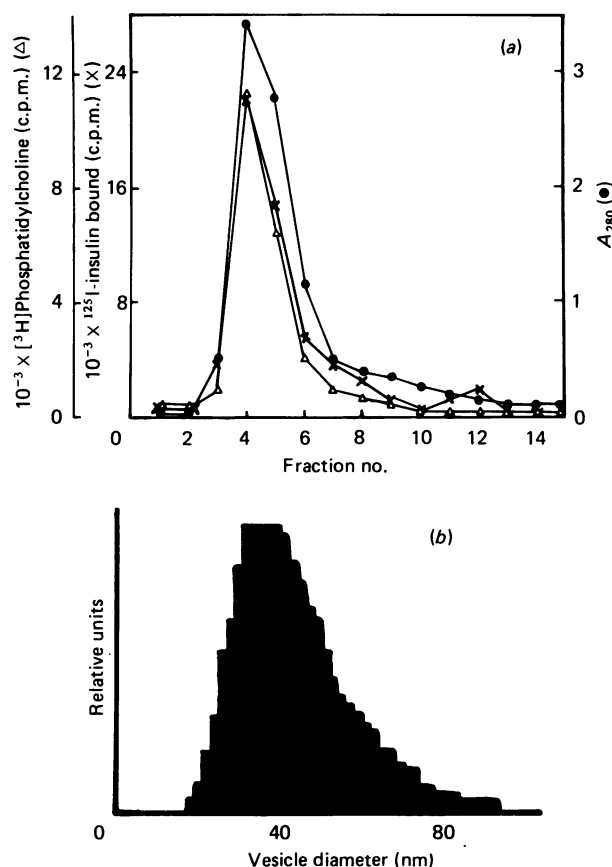 (a)
10⁻³ × [³H]Phosphatidylcholine (c.p.m.) (△)
12
8
4
0
10⁻³ × ¹²⁵I-insulin bound (c.p.m.) (X)
24
16
8
0 2 4 6 8 10 12 14
Fraction no.
3
2
1
0
A₂₈₀ (●)
(b)
Relative units
0 40 80
Vesicle diameter (nm)